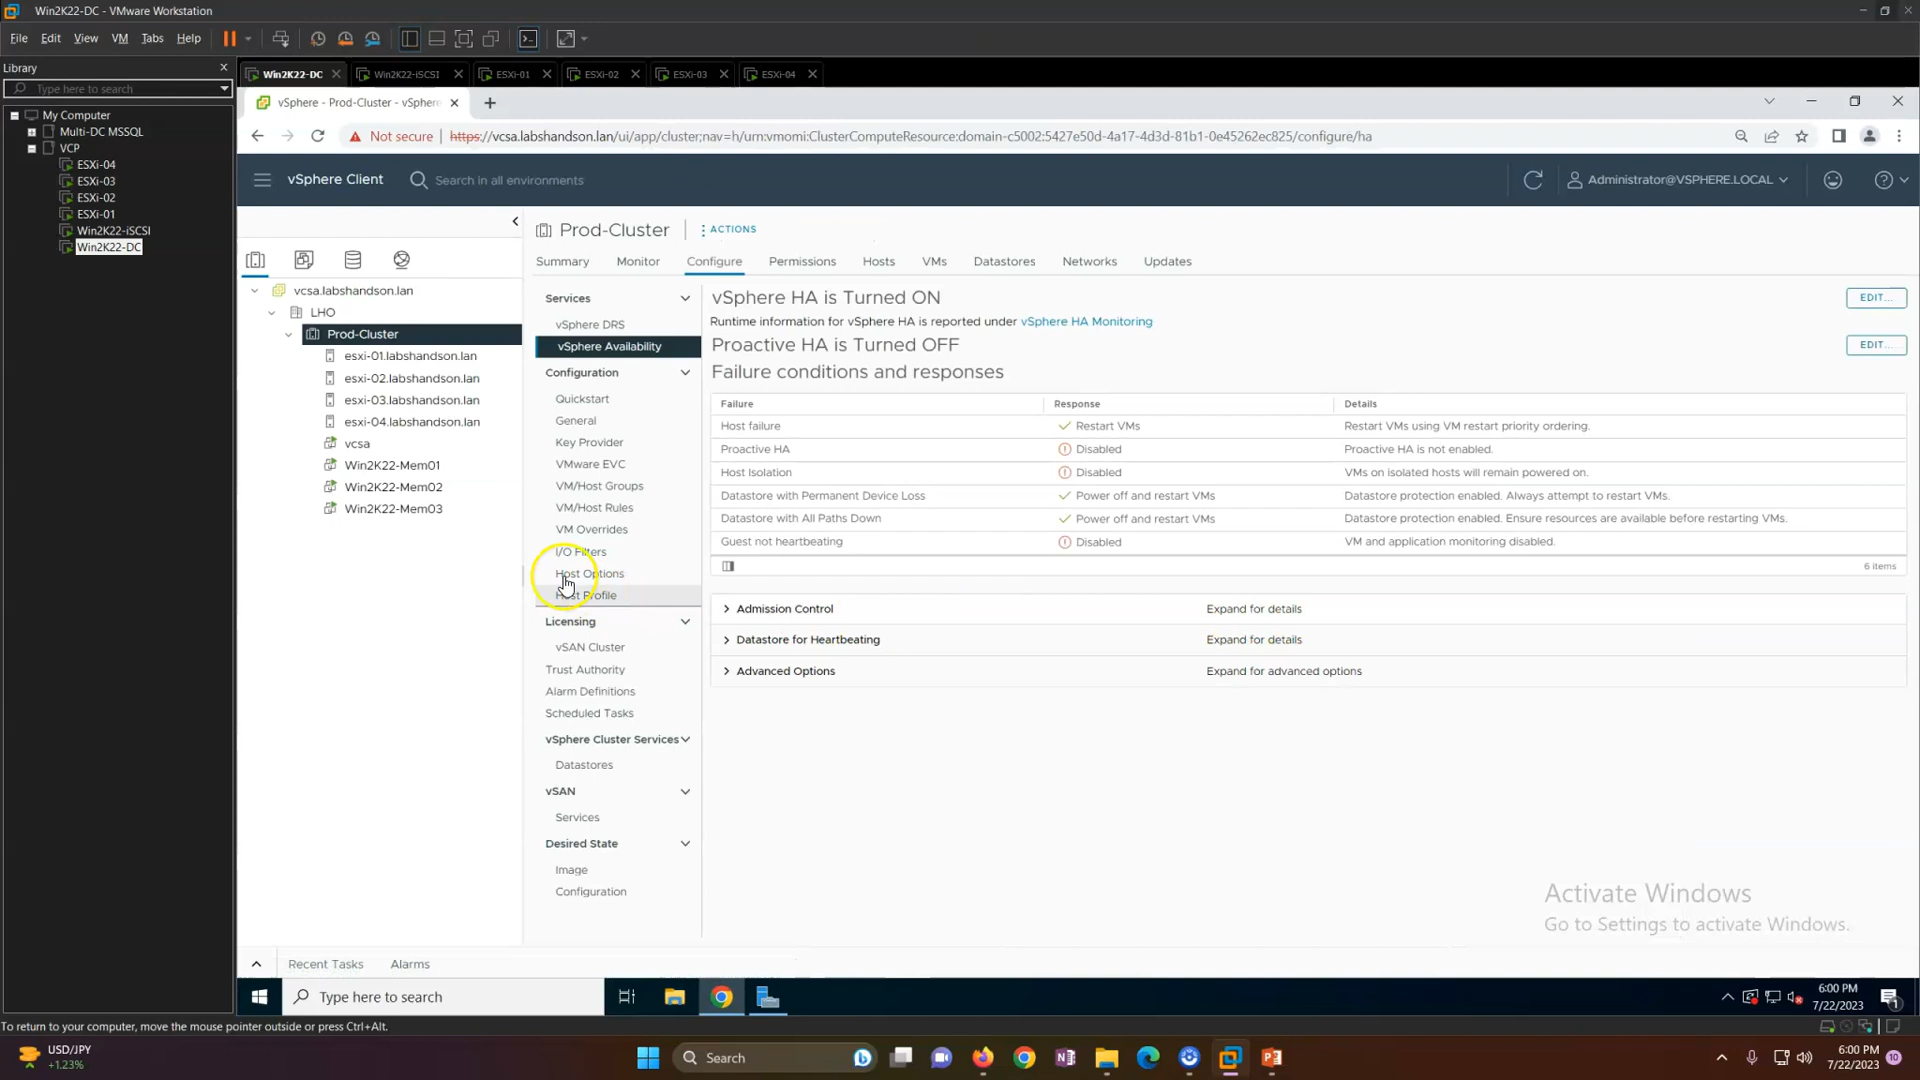 Win2K22-DC - VMware Workstation
File Edit View VM Tabs Help
Library
Type here to search
My Computer
Multi-DC MSSQL
VCP
ESXi-04
ESXi-03
ESXi-02
ESXi-01
Win2K22-iSCSI
Win2K22-DC
Win2K22-DC Win2K22-iSCSI ESXi-01 ESXi-02 ESXi-03 ESXi-04
vSphere - Prod-Cluster - vSphere
Not secure https://vcsa.labshandson.lan/ui/app/cluster;nav=h/urn:vmomi:ClusterComputeResource:domain-c5002:5427e50d-4a17-4d3d-81b1-0e45262ec825/configure/ha
vSphere Client Search in all environments Administrator@VSPHERE.LOCAL
vcsa.labshandson.lan
LHO
Prod-Cluster
esxi-01.labshandson.lan
esxi-02.labshandson.lan
esxi-03.labshandson.lan
esxi-04.labshandson.lan
vcsa
Win2K22-Mem01
Win2K22-Mem02
Win2K22-Mem03
Prod-Cluster ACTIONS
Summary Monitor Configure Permissions Hosts VMs Datastores Networks Updates
Services
vSphere DRS
vSphere Availability
Configuration
Quickstart
General
Key Provider
VMware EVC
VM/Host Groups
VM/Host Rules
VM Overrides
I/O Filters
Host Options
Host Profile
Licensing
vSAN Cluster
Trust Authority
Alarm Definitions
Scheduled Tasks
vSphere Cluster Services
Datastores
vSAN
Services
Desired State
Image
Configuration
vSphere HA is Turned ON EDIT...
Runtime information for vSphere HA is reported under vSphere HA Monitoring
Proactive HA is Turned OFF EDIT...
Failure conditions and responses
Failure Response Details
Host failure Restart VMs Restart VMs using VM restart priority ordering.
Proactive HA Disabled Proactive HA is not enabled.
Host Isolation Disabled VMs on isolated hosts will remain powered on.
Datastore with Permanent Device Loss Power off and restart VMs Datastore protection enabled. Always attempt to restart VMs.
Datastore with All Paths Down Power off and restart VMs Datastore protection enabled. Ensure resources are available before restarting VMs.
Guest not heartbeating Disabled VM and application monitoring disabled.
6 items
Admission Control Expand for details
Datastore for Heartbeating Expand for details
Advanced Options Expand for advanced options
Activate Windows
Go to Settings to activate Windows.
Recent Tasks Alarms
Type here to search
6:00 PM
7/22/2023
1
To return to your computer, move the mouse pointer outside or press Ctrl+Alt.
USD/JPY
+1.23%
Search
6:00 PM
7/22/2023
10